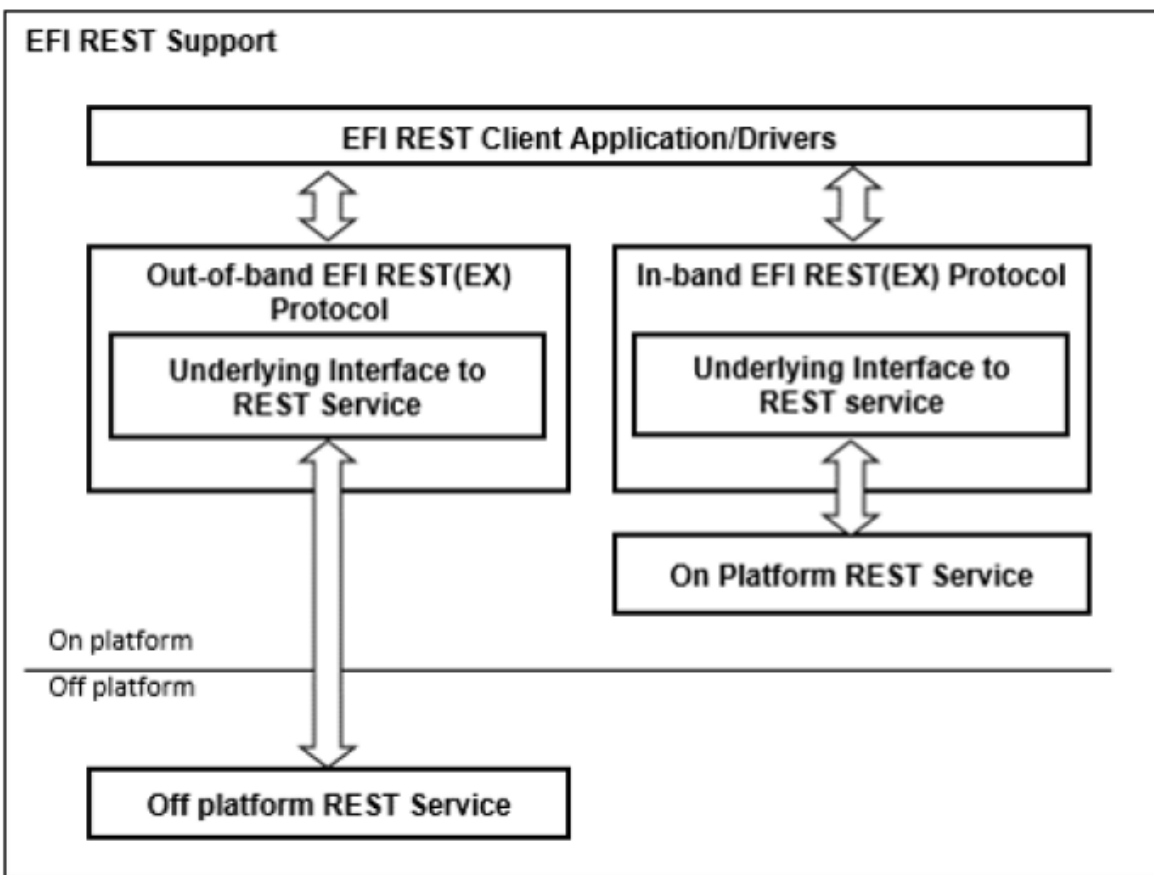 EFI REST Support
EFI REST Client Application/Drivers
Out-of-band EFI REST(EX)
Protocol
Underlying Interface to
REST Service
In-band EFI REST(EX) Protocol
Underlying Interface to
REST service
On Platform REST Service
On platform
Off platform
Off platform REST Service